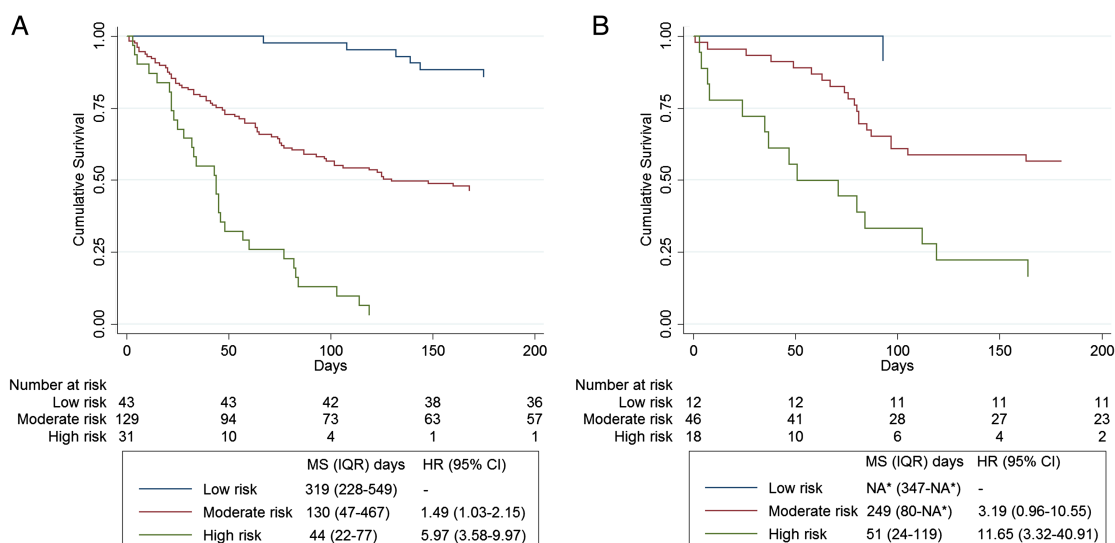 A
Cumulative Surivival
1.00
0.75
0.50
0.25
0.00
0 50 100 150 200
Days
Number at risk
Low risk 43 43 42 38 36
Moderate risk 129 94 73 63 57
High risk 31 10 4 1 1
MS (IQR) days HR (95% CI)
Low risk 319 (228-549) -
Moderate risk 130 (47-467) 1.49 (1.03-2.15)
High risk 44 (22-77) 5.97 (3.58-9.97)
B
Cumulative Surivival
1.00
0.75
0.50
0.25
0.00
0 50 100 150 200
Days
Number at risk
Low risk 12 12 11 11 11
Moderate risk 46 41 28 27 23
High risk 18 10 6 4 2
MS (IQR) days HR (95% CI)
Low risk NA* (347-NA*) -
Moderate risk 249 (80-NA*) 3.19 (0.96-10.55)
High risk 51 (24-119) 11.65 (3.32-40.91)